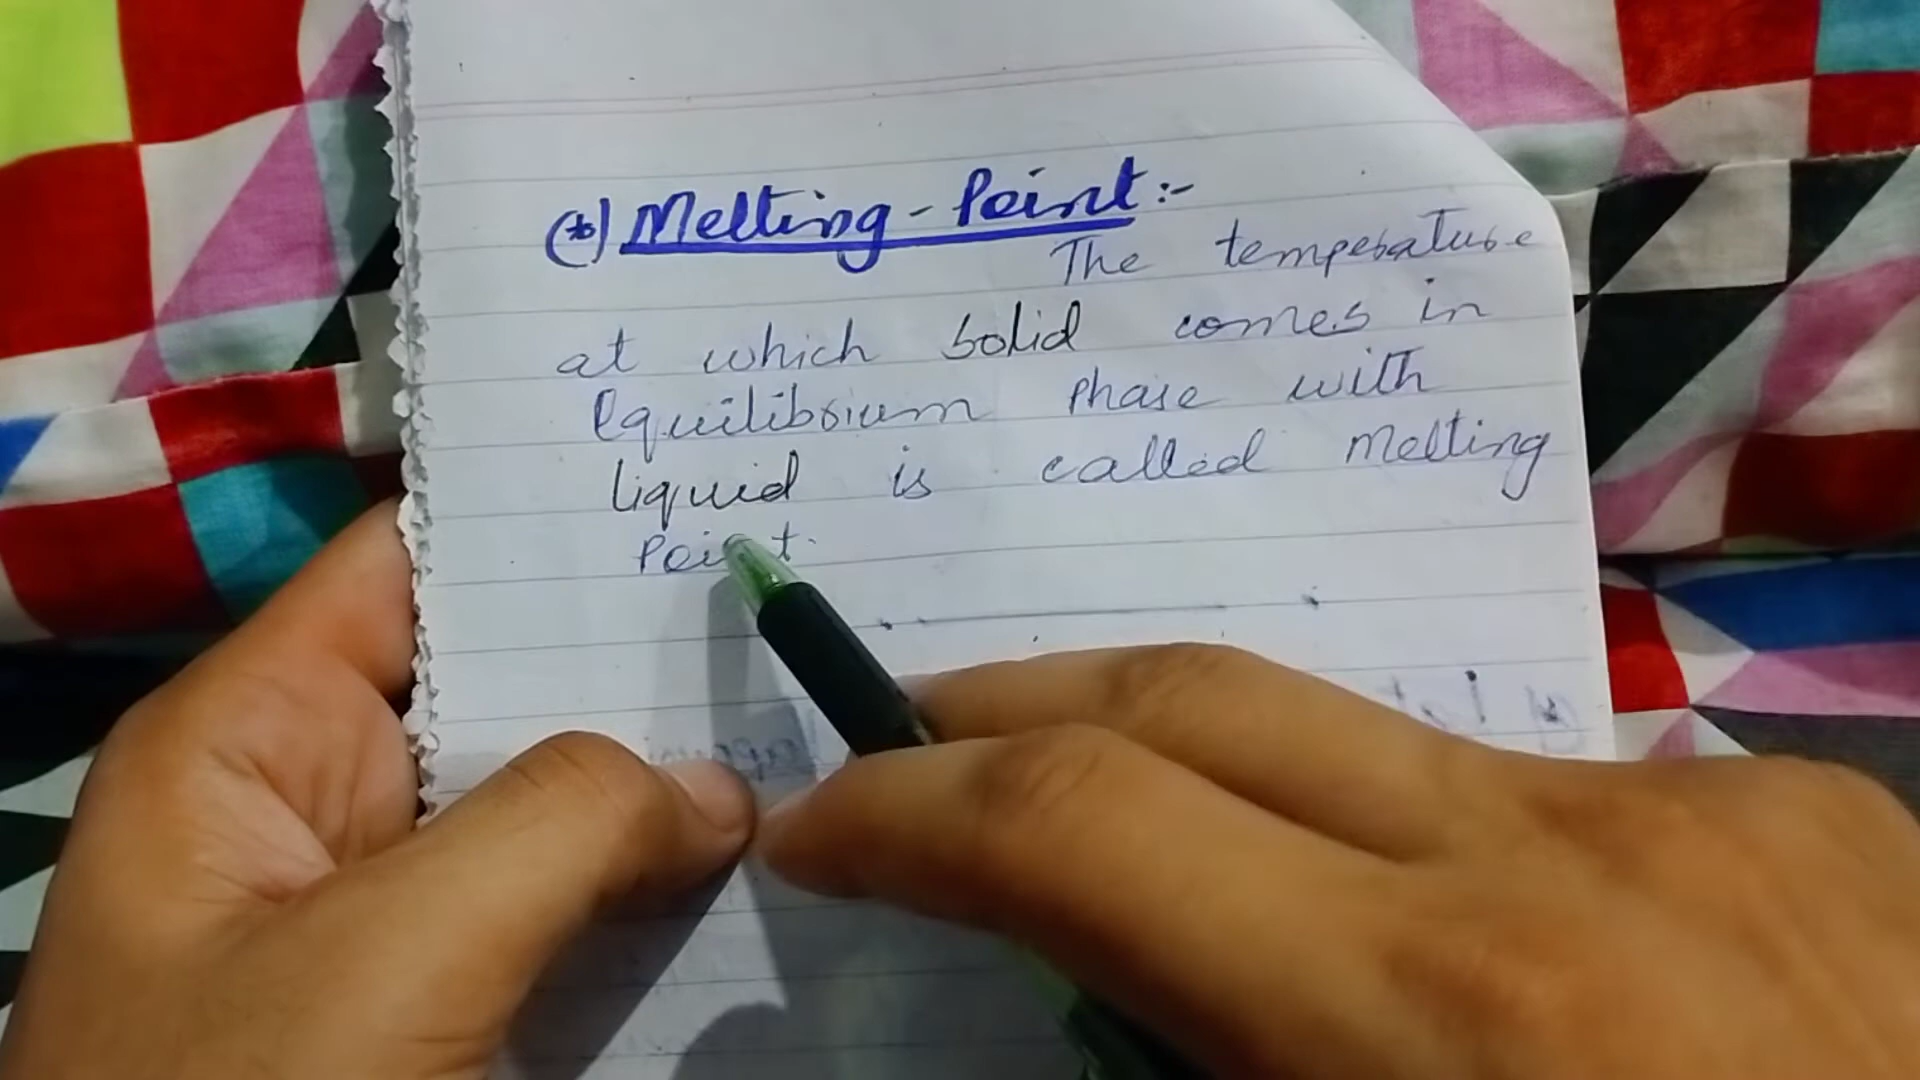 (*) Melting-Point:-
The temperature
at which solid comes in
Equilibrium Phase with
liquid is called Melting
Point.